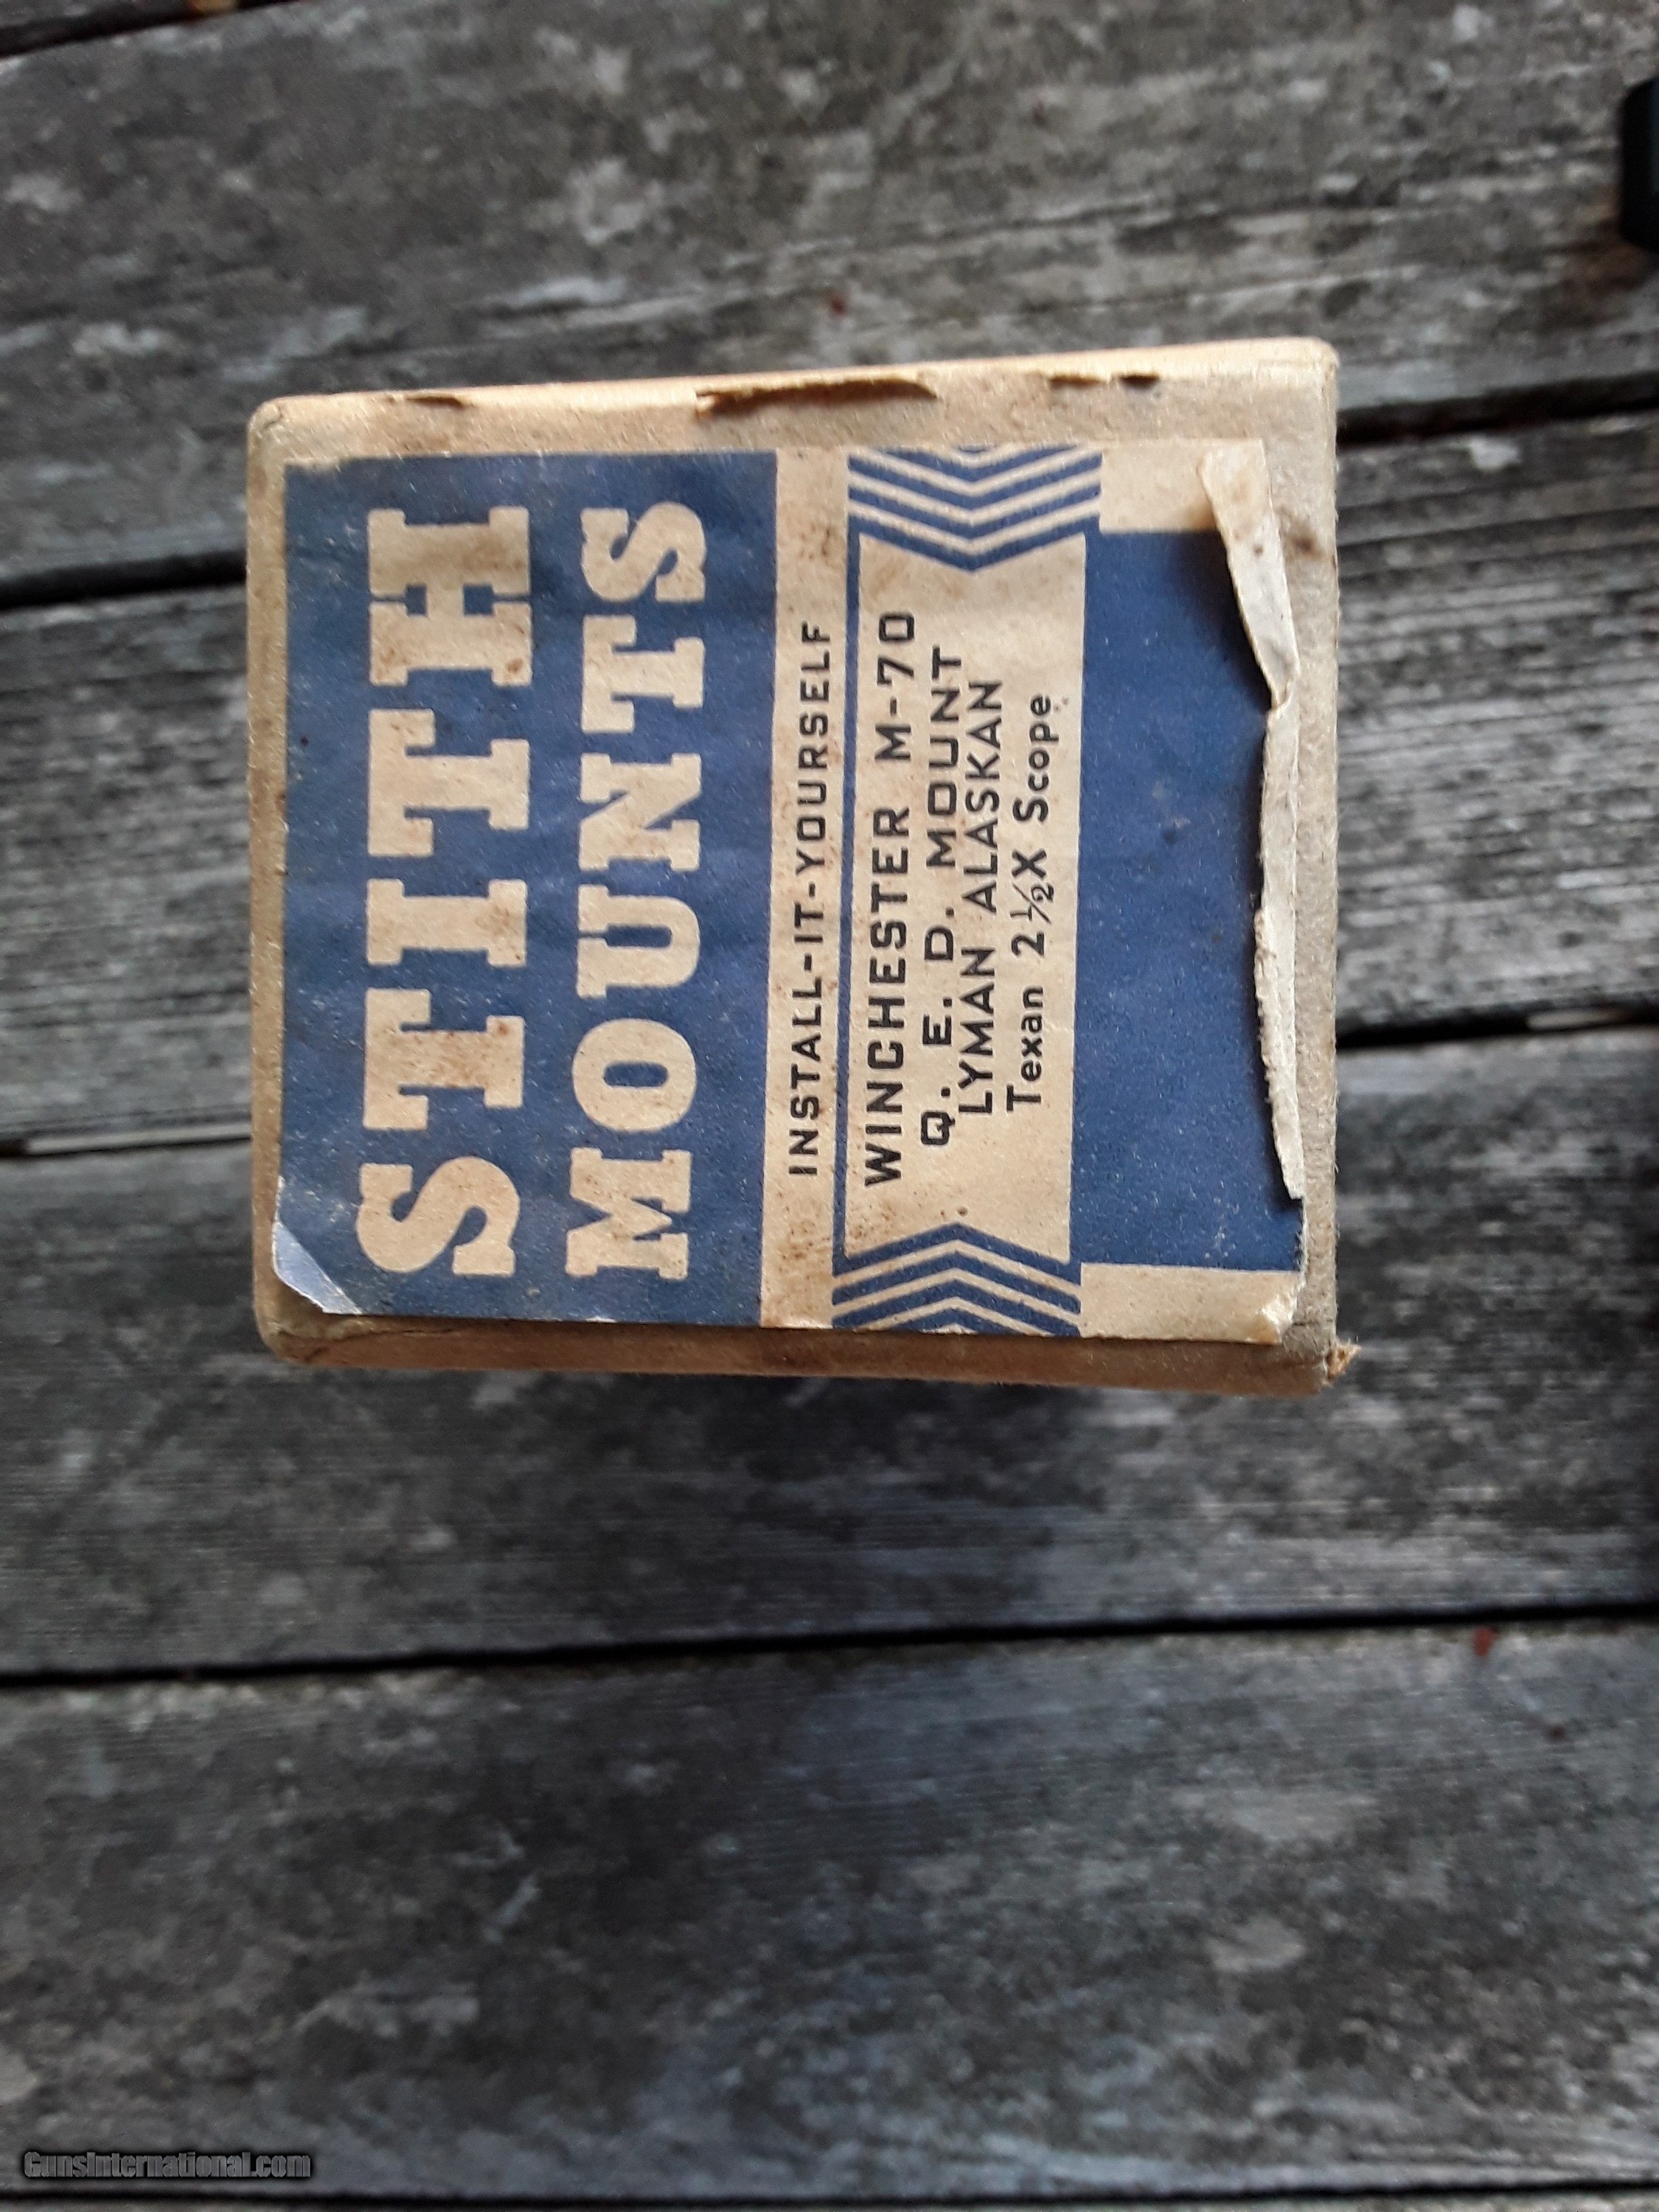 STITH
MOUNTS
INSTALL-IT-YOURSELF
WINCHESTER M-70
Q. E. D. MOUNT
LYMAN ALASKAN
Texan 2½X Scope
GunsInternational.com